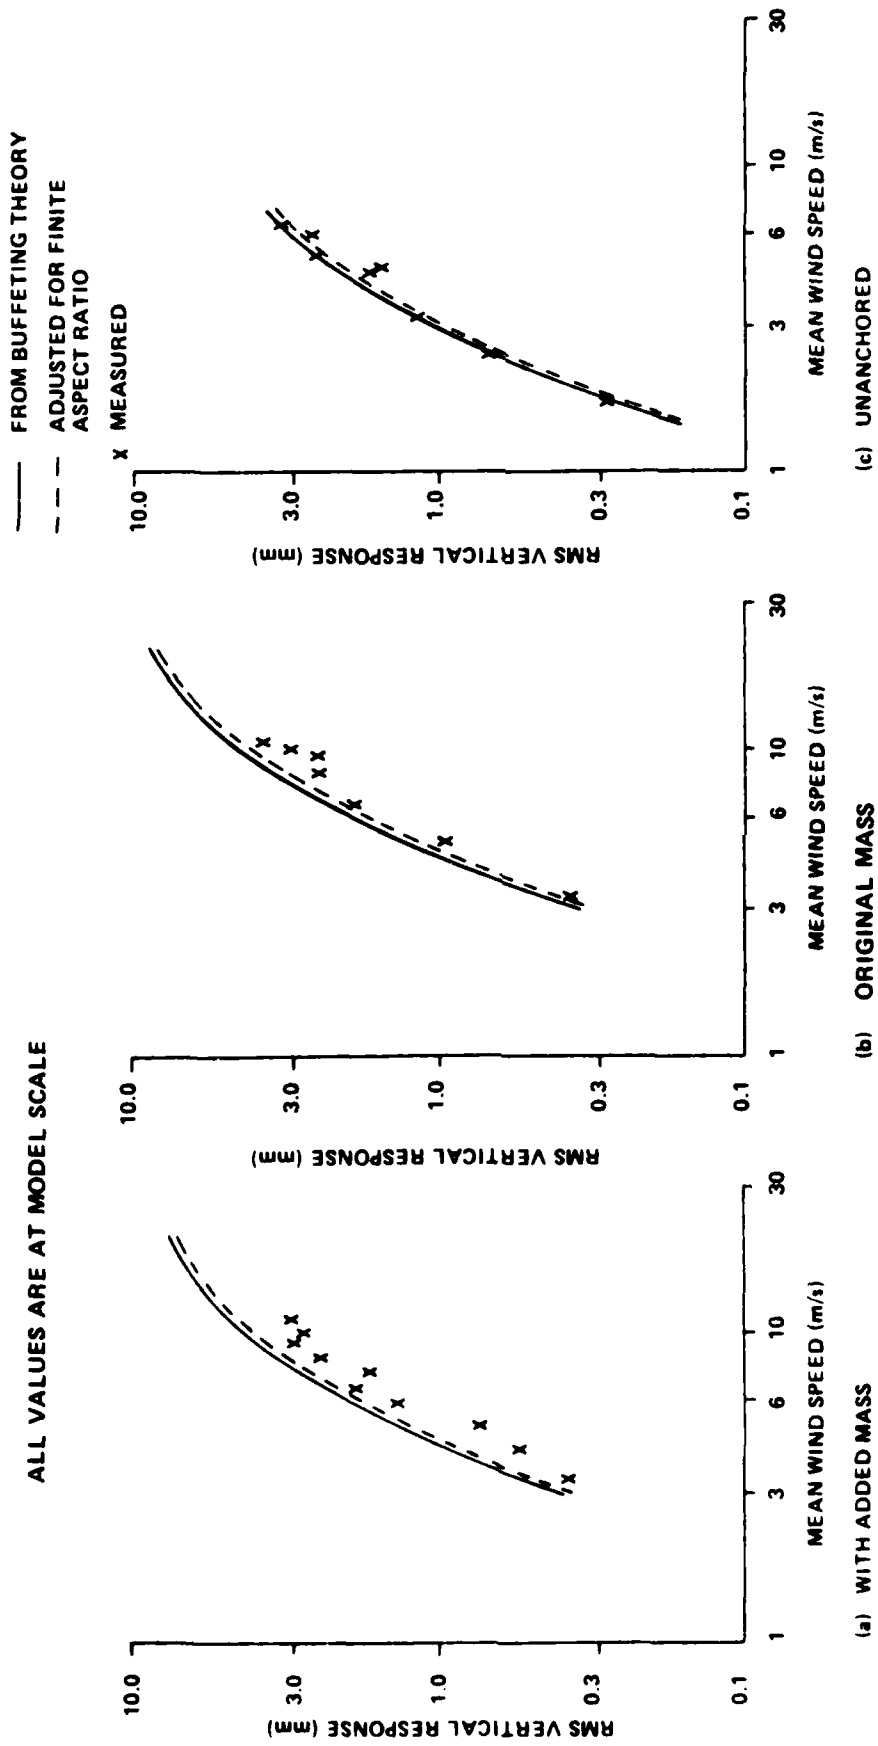 ALL VALUES ARE AT MODEL SCALE
FROM BUFFETING THEORY
ADJUSTED FOR FINITE
ASPECT RATIO
X MEASURED
RMS VERTICAL RESPONSE (mm)
10.0
3.0
1.0
0.3
0.1
1
3
6
10
30
MEAN WIND SPEED (m/s)
(a) WITH ADDED MASS
RMS VERTICAL RESPONSE (mm)
10.0
3.0
1.0
0.3
0.1
1
3
6
10
30
MEAN WIND SPEED (m/s)
(b) ORIGINAL MASS
RMS VERTICAL RESPONSE (mm)
10.0
3.0
1.0
0.3
0.1
1
3
6
10
30
MEAN WIND SPEED (m/s)
(c) UNANCHORED